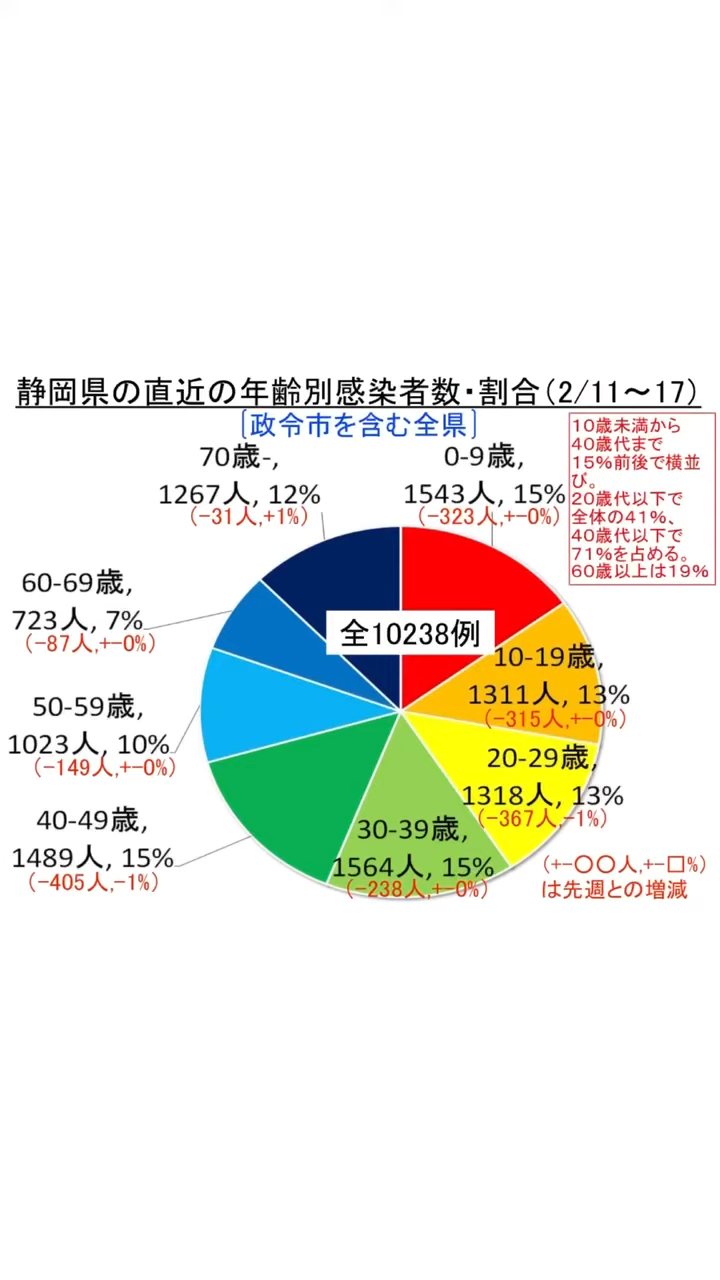 静岡県の直近の年齢別感染者数・割合(2/11～17)
[政令市を含む全県]
10歳未満から
40歳代まで
15%前後で横並
び。
20歳代以下で
全体の41%、
40歳代以下で
71%を占める。
60歳以上は19%
70歳-,
1267人, 12%
(-31人,+1%)
0-9歳,
1543人, 15%
(-323人,+-0%)
60-69歳,
723人, 7%
(-87人,+-0%)
全10238例
10-19歳,
1311人, 13%
(-315人,+-0%)
50-59歳,
1023人, 10%
(-149人,+-0%)
20-29歳,
1318人, 13%
(-367人,-1%)
40-49歳,
1489人, 15%
(-405人,-1%)
30-39歳,
1564人, 15%
(-238人,+-0%)
(+-〇〇人,+-□%)
は先週との増減